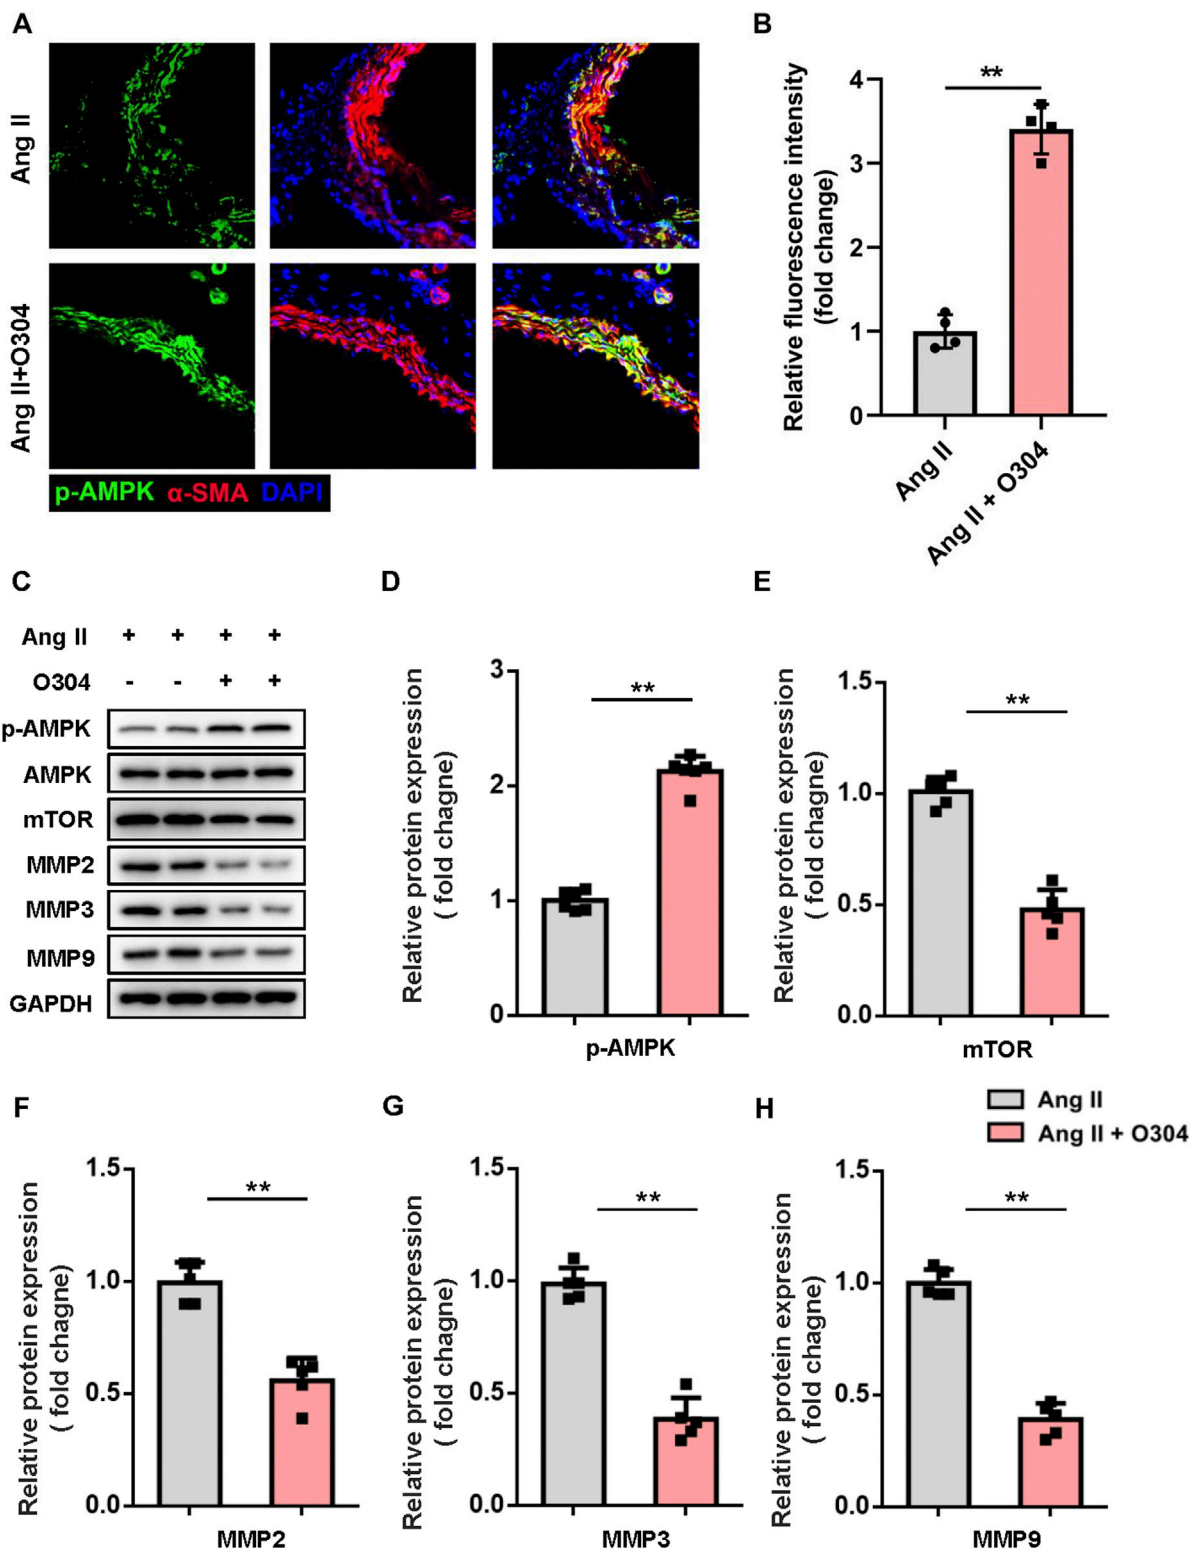 A
B
Ang II
Ang II+O304
p-AMPK α-SMA DAPI
Relative fluorescence intensity
(fold change)
4
3
2
1
0
**
Ang II
Ang II + O304
C
D
E
Ang II + + + +
O304 - - + +
p-AMPK
AMPK
mTOR
MMP2
MMP3
MMP9
GAPDH
Relative protein expression
( fold chagne)
3
2
1
0
**
p-AMPK
Relative protein expression
( fold chagne)
1.5
1.0
0.5
0.0
**
mTOR
F
G
H
Ang II
Ang II + O304
Relative protein expression
( fold chagne)
1.5
1.0
0.5
0.0
**
MMP2
Relative protein expression
( fold chagne)
1.5
1.0
0.5
0.0
**
MMP3
Relative protein expression
( fold chagne)
1.5
1.0
0.5
0.0
**
MMP9